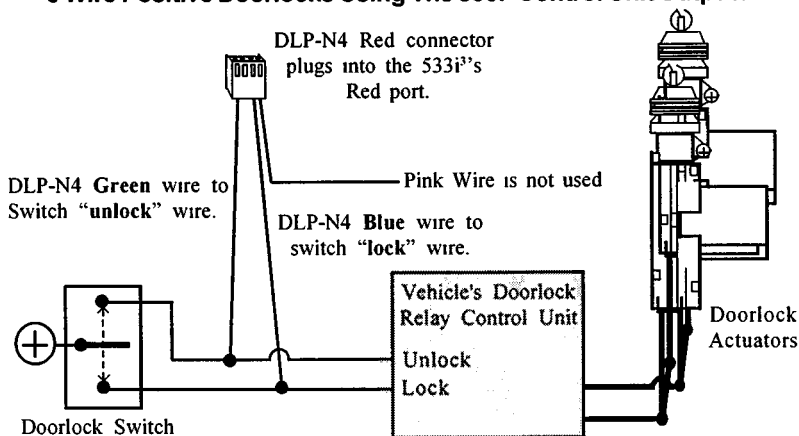 DLP-N4 Red connector
plugs into the 533i³'s
Red port.
Pink Wire is not used
DLP-N4 Green wire to
Switch "unlock" wire.
DLP-N4 Blue wire to
switch "lock" wire.
Vehicle's Doorlock
Relay Control Unit
Unlock
Lock
Doorlock
Actuators
Doorlock Switch